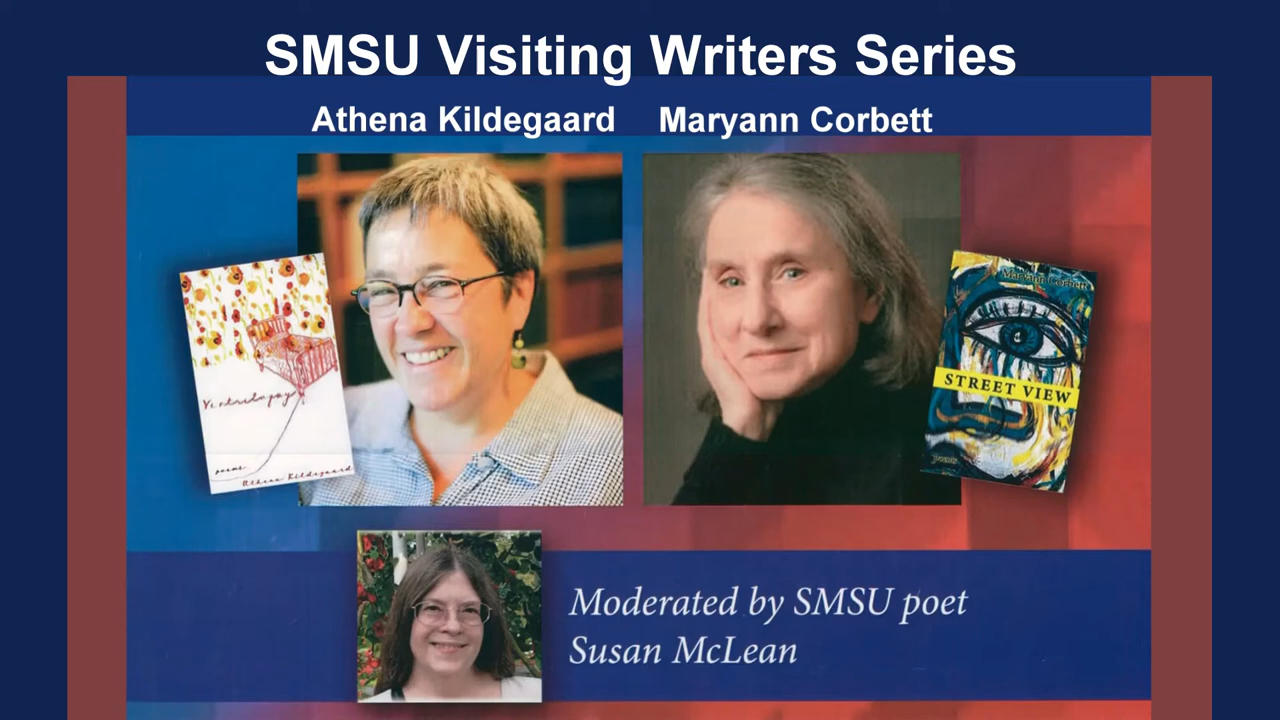 SMSU Visiting Writers Series
Athena Kildegaard Maryann Corbett
Ventriloquy
poems
Athena Kildegaard
Maryann Corbett
STREET VIEW
poems
Moderated by SMSU poet
Susan McLean